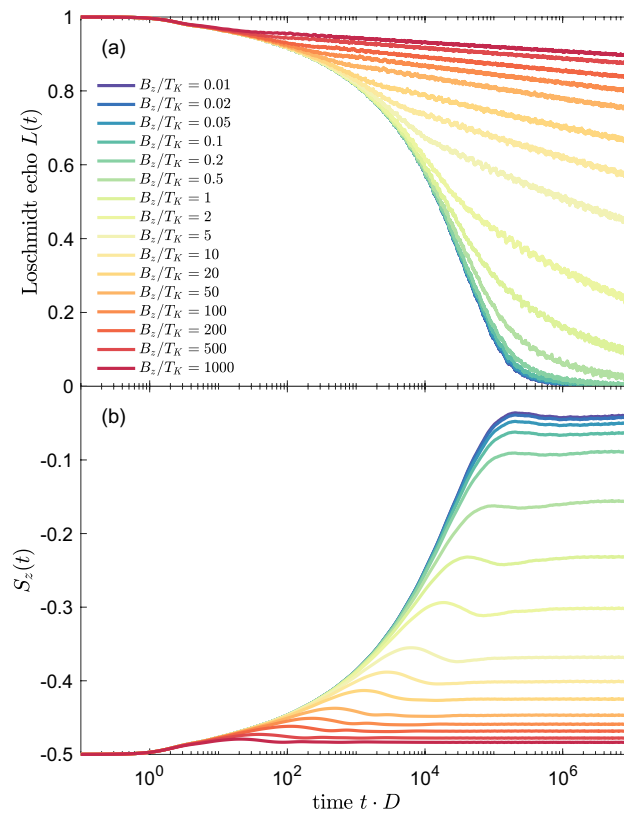 1
0.8
0.6
0.4
0.2
0
Loschmidt echo L(t)
(a)
B_z/T_K = 0.01
B_z/T_K = 0.02
B_z/T_K = 0.05
B_z/T_K = 0.1
B_z/T_K = 0.2
B_z/T_K = 0.5
B_z/T_K = 1
B_z/T_K = 2
B_z/T_K = 5
B_z/T_K = 10
B_z/T_K = 20
B_z/T_K = 50
B_z/T_K = 100
B_z/T_K = 200
B_z/T_K = 500
B_z/T_K = 1000
(b)
-0.1
-0.2
-0.3
-0.4
-0.5
S_z(t)
10^0
10^2
10^4
10^6
time t · D